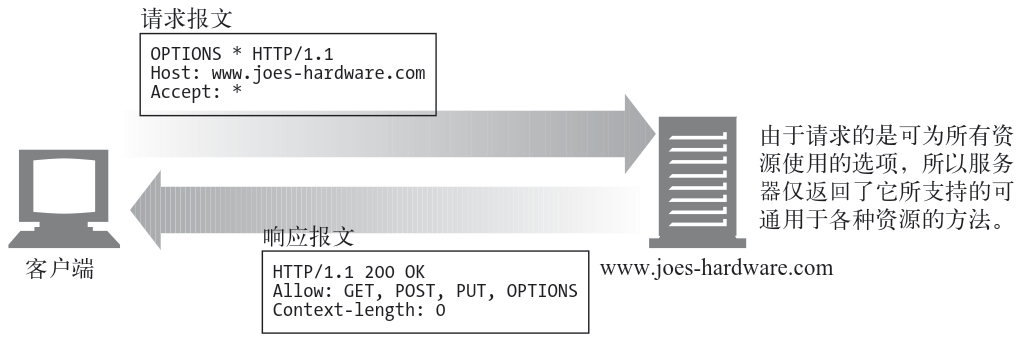 请求报文
OPTIONS * HTTP/1.1
Host: www.joes-hardware.com
Accept: *
由于请求的是可为所有资
源使用的选项，所以服务
器仅返回了它所支持的可
通用于各种资源的方法。
响应报文
HTTP/1.1 200 OK
Allow: GET, POST, PUT, OPTIONS
Context-length: 0
客户端
www.joes-hardware.com